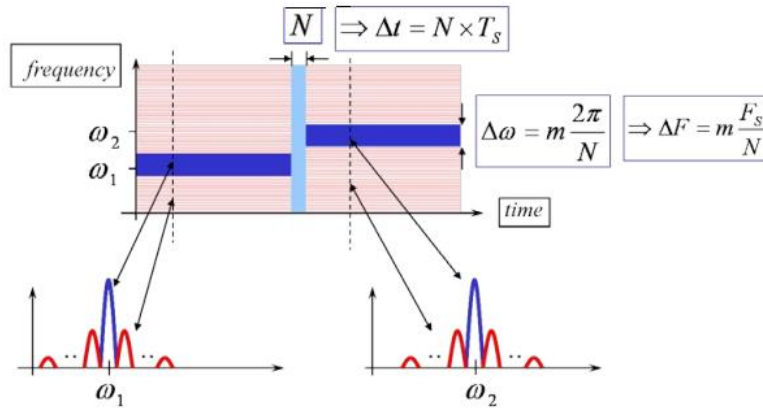 N ⇒ Δt = N × T_S
frequency
ω₂
Δω = m 2π/N ⇒ ΔF = m F_S/N
ω₁
time
.. ..
.. ..
ω₁
ω₂